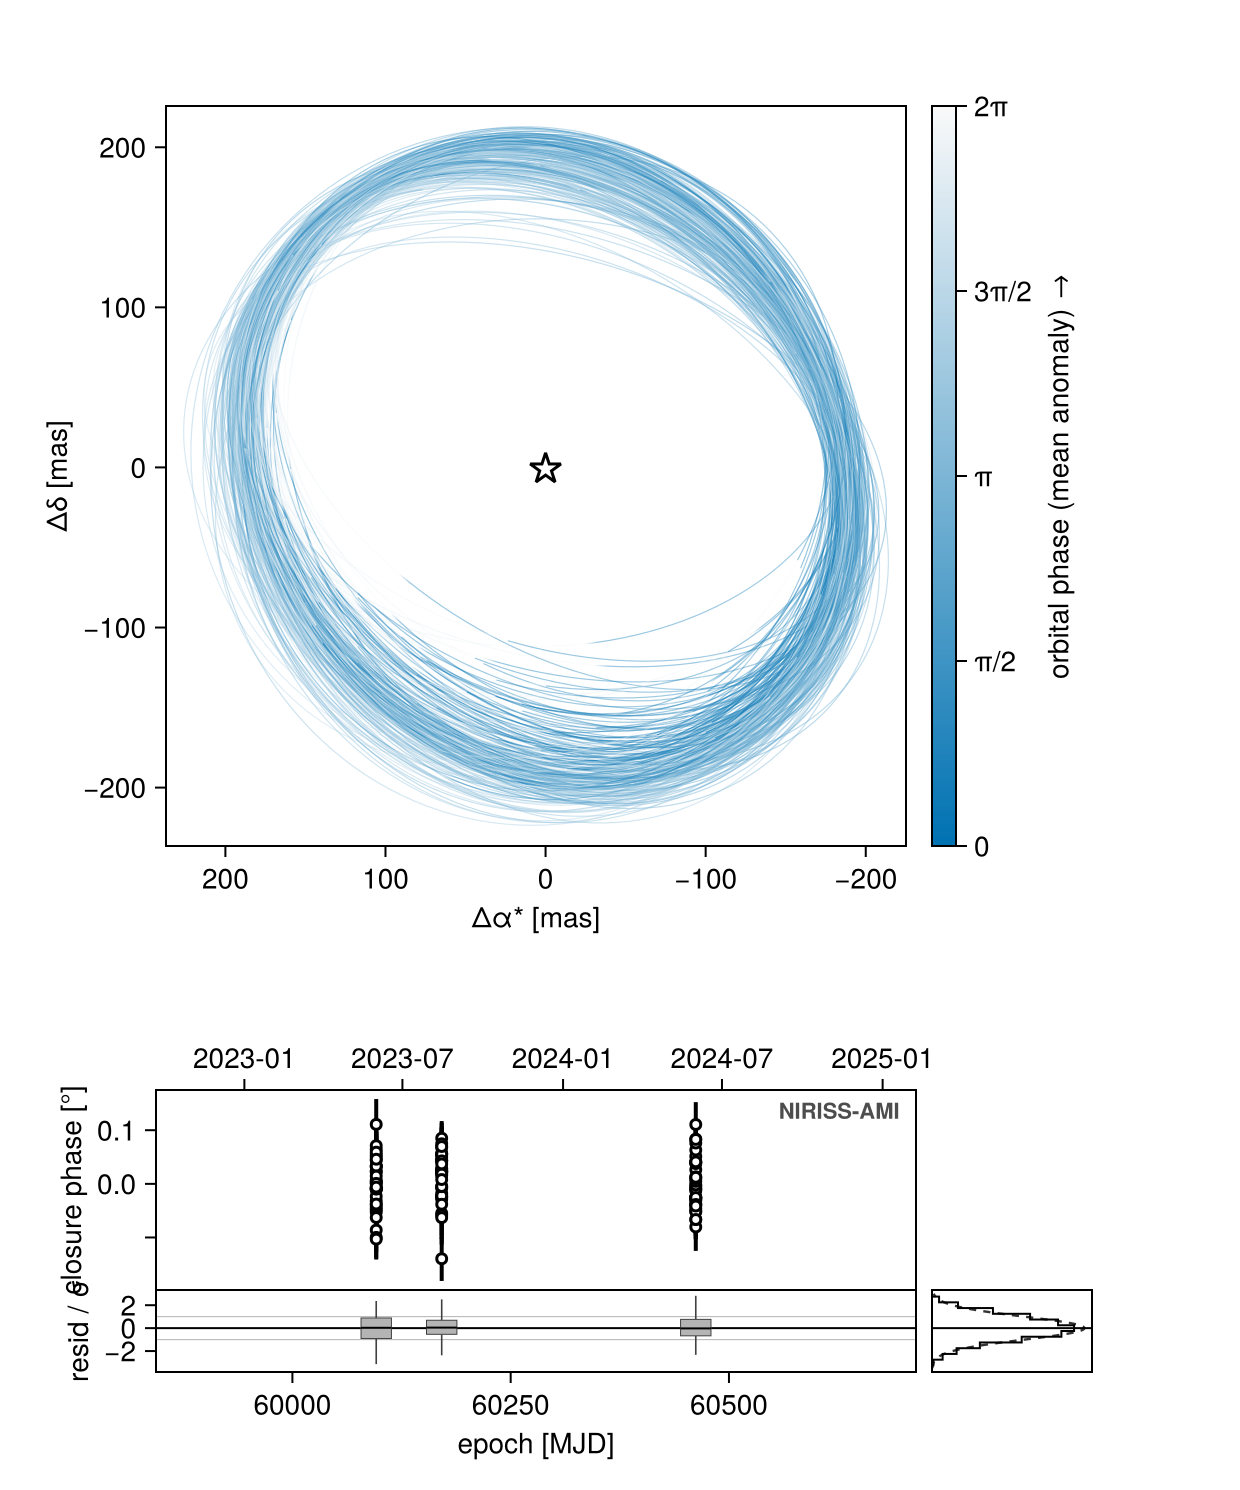 200
100
0
−100
−200
Δδ [mas]
200
100
0
−100
−200
Δα* [mas]
2π
3π/2
π
π/2
0
orbital phase (mean anomaly) →
2023-01
2023-07
2024-01
2024-07
2025-01
NIRISS-AMI
0.1
0.0
closure phase [°]
2
0
−2
resid / σ
60000
60250
60500
epoch [MJD]